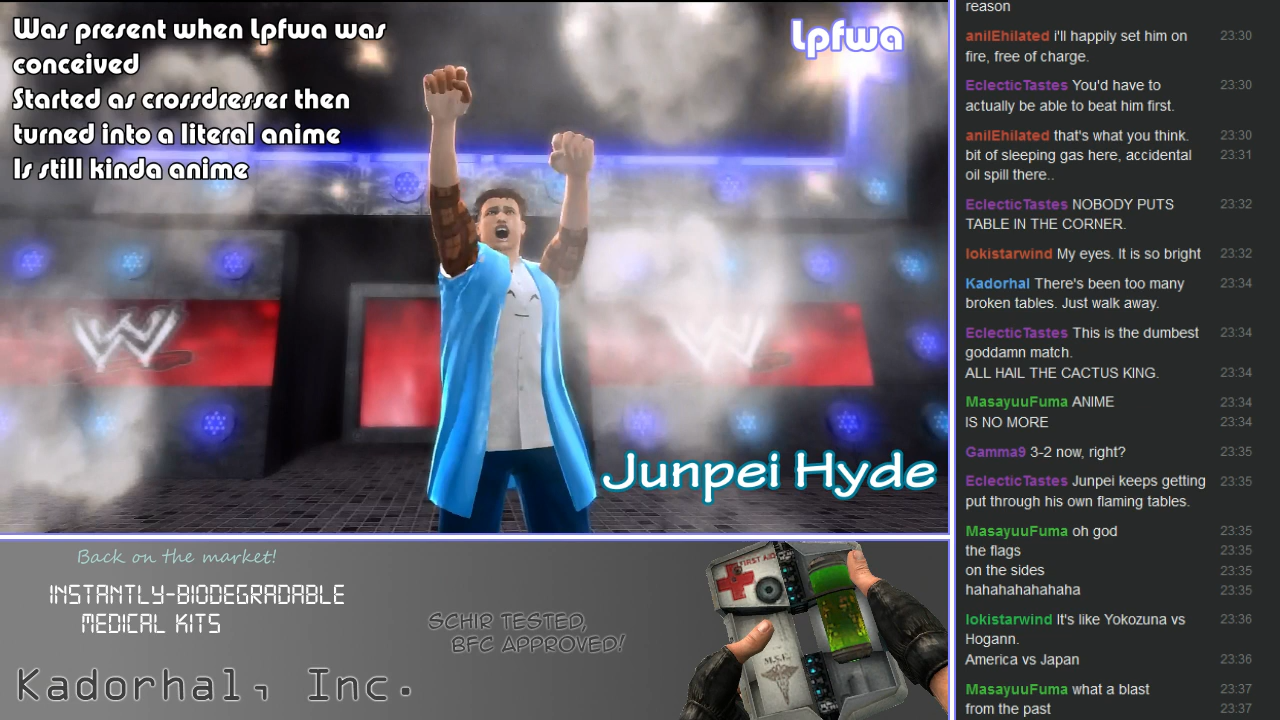 Was present when Lpfwa was
conceived
Started as crossdresser then
turned into a literal anime
Is still kinda anime
Lpfwa
W
W
Junpei Hyde
Back on the market!
INSTANTLY-BIODEGRADABLE
MEDICAL KITS
SCHIR TESTED,
BFC APPROVED!
Kadorhal, Inc.
FIRST AID
M.S.F.
reason
anilEhilated i'll happily set him on 23:30
fire, free of charge.
EclecticTastes You'd have to 23:30
actually be able to beat him first.
anilEhilated that's what you think. 23:30
bit of sleeping gas here, accidental 23:31
oil spill there..
EclecticTastes NOBODY PUTS 23:32
TABLE IN THE CORNER.
lokistarwind My eyes. It is so bright 23:32
Kadorhal There's been too many 23:34
broken tables. Just walk away.
EclecticTastes This is the dumbest 23:34
goddamn match.
ALL HAIL THE CACTUS KING. 23:34
MasayuuFuma ANIME 23:34
IS NO MORE 23:34
Gamma9 3-2 now, right? 23:35
EclecticTastes Junpei keeps getting 23:35
put through his own flaming tables.
MasayuuFuma oh god 23:35
the flags 23:35
on the sides 23:35
hahahahahahaha 23:35
lokistarwind It's like Yokozuna vs 23:36
Hogann.
America vs Japan 23:36
MasayuuFuma what a blast 23:37
from the past 23:37